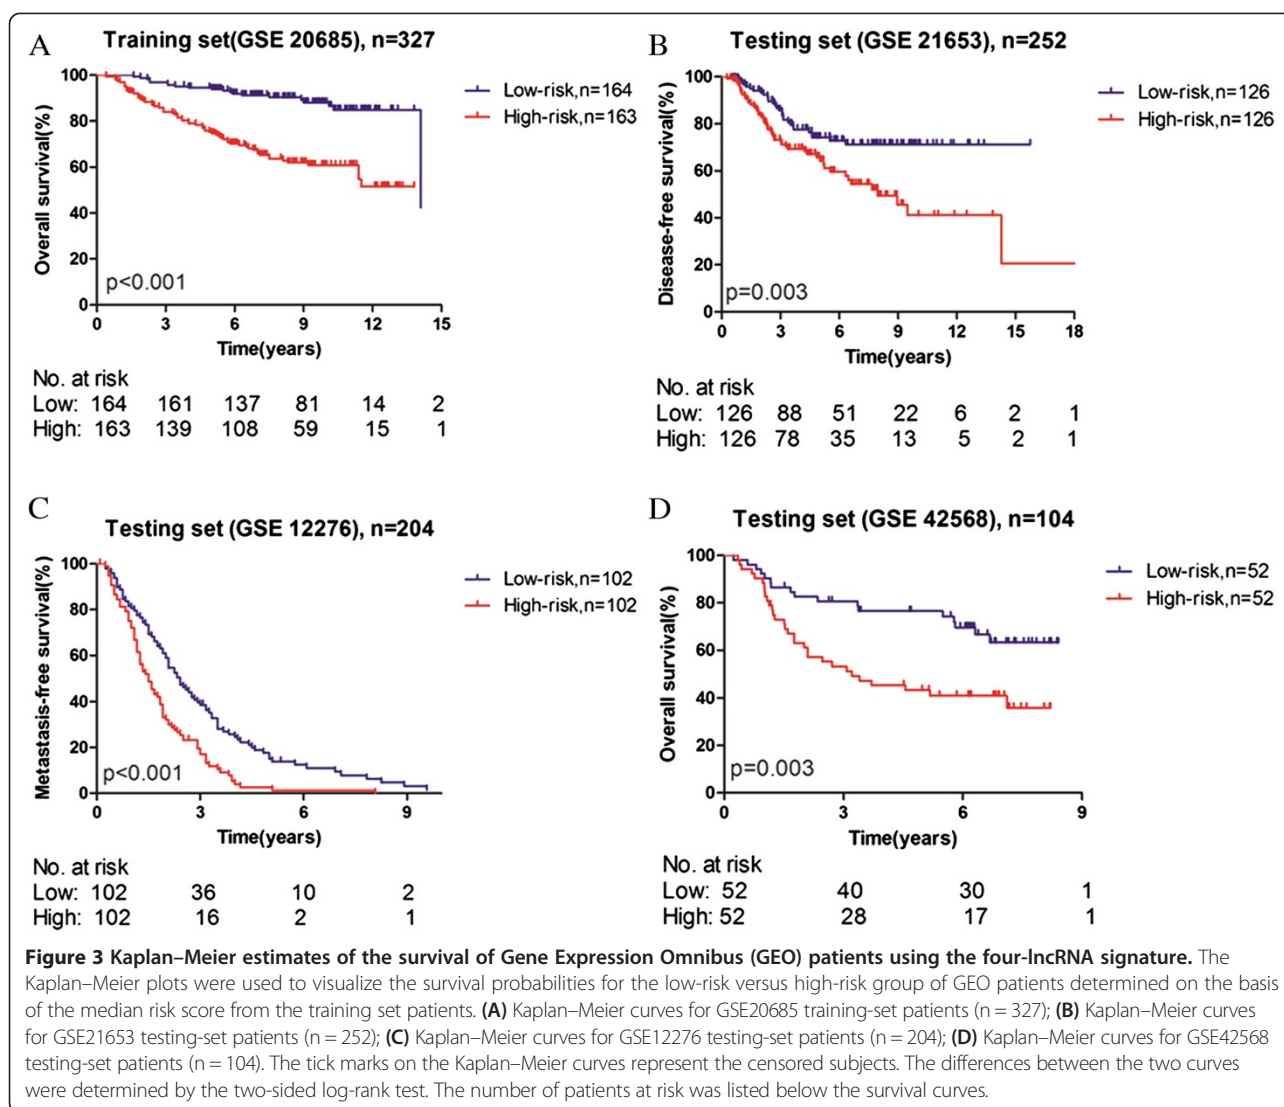 A
Training set(GSE 20685), n=327
Overall survival(%)
100
80
60
40
20
0
p<0.001
0 3 6 9 12 15
Time(years)
Low-risk,n=164
High-risk,n=163
No. at risk
Low: 164 161 137 81 14 2
High: 163 139 108 59 15 1
B
Testing set (GSE 21653), n=252
Disease-free survival(%)
100
80
60
40
20
0
p=0.003
0 3 6 9 12 15 18
Time(years)
Low-risk,n=126
High-risk,n=126
No. at risk
Low: 126 88 51 22 6 2 1
High: 126 78 35 13 5 2 1
C
Testing set (GSE 12276), n=204
Metastasis-free survival(%)
100
80
60
40
20
0
p<0.001
0 3 6 9
Time(years)
Low-risk,n=102
High-risk,n=102
No. at risk
Low: 102 36 10 2
High: 102 16 2 1
D
Testing set (GSE 42568), n=104
Overall survival(%)
100
80
60
40
20
0
p=0.003
0 3 6 9
Time(years)
Low-risk,n=52
High-risk,n=52
No. at risk
Low: 52 40 30 1
High: 52 28 17 1
Figure 3 Kaplan–Meier estimates of the survival of Gene Expression Omnibus (GEO) patients using the four-lncRNA signature. The
Kaplan–Meier plots were used to visualize the survival probabilities for the low-risk versus high-risk group of GEO patients determined on the basis
of the median risk score from the training set patients. (A) Kaplan–Meier curves for GSE20685 training-set patients (n = 327); (B) Kaplan–Meier curves
for GSE21653 testing-set patients (n = 252); (C) Kaplan–Meier curves for GSE12276 testing-set patients (n = 204); (D) Kaplan–Meier curves for GSE42568
testing-set patients (n = 104). The tick marks on the Kaplan–Meier curves represent the censored subjects. The differences between the two curves
were determined by the two-sided log-rank test. The number of patients at risk was listed below the survival curves.